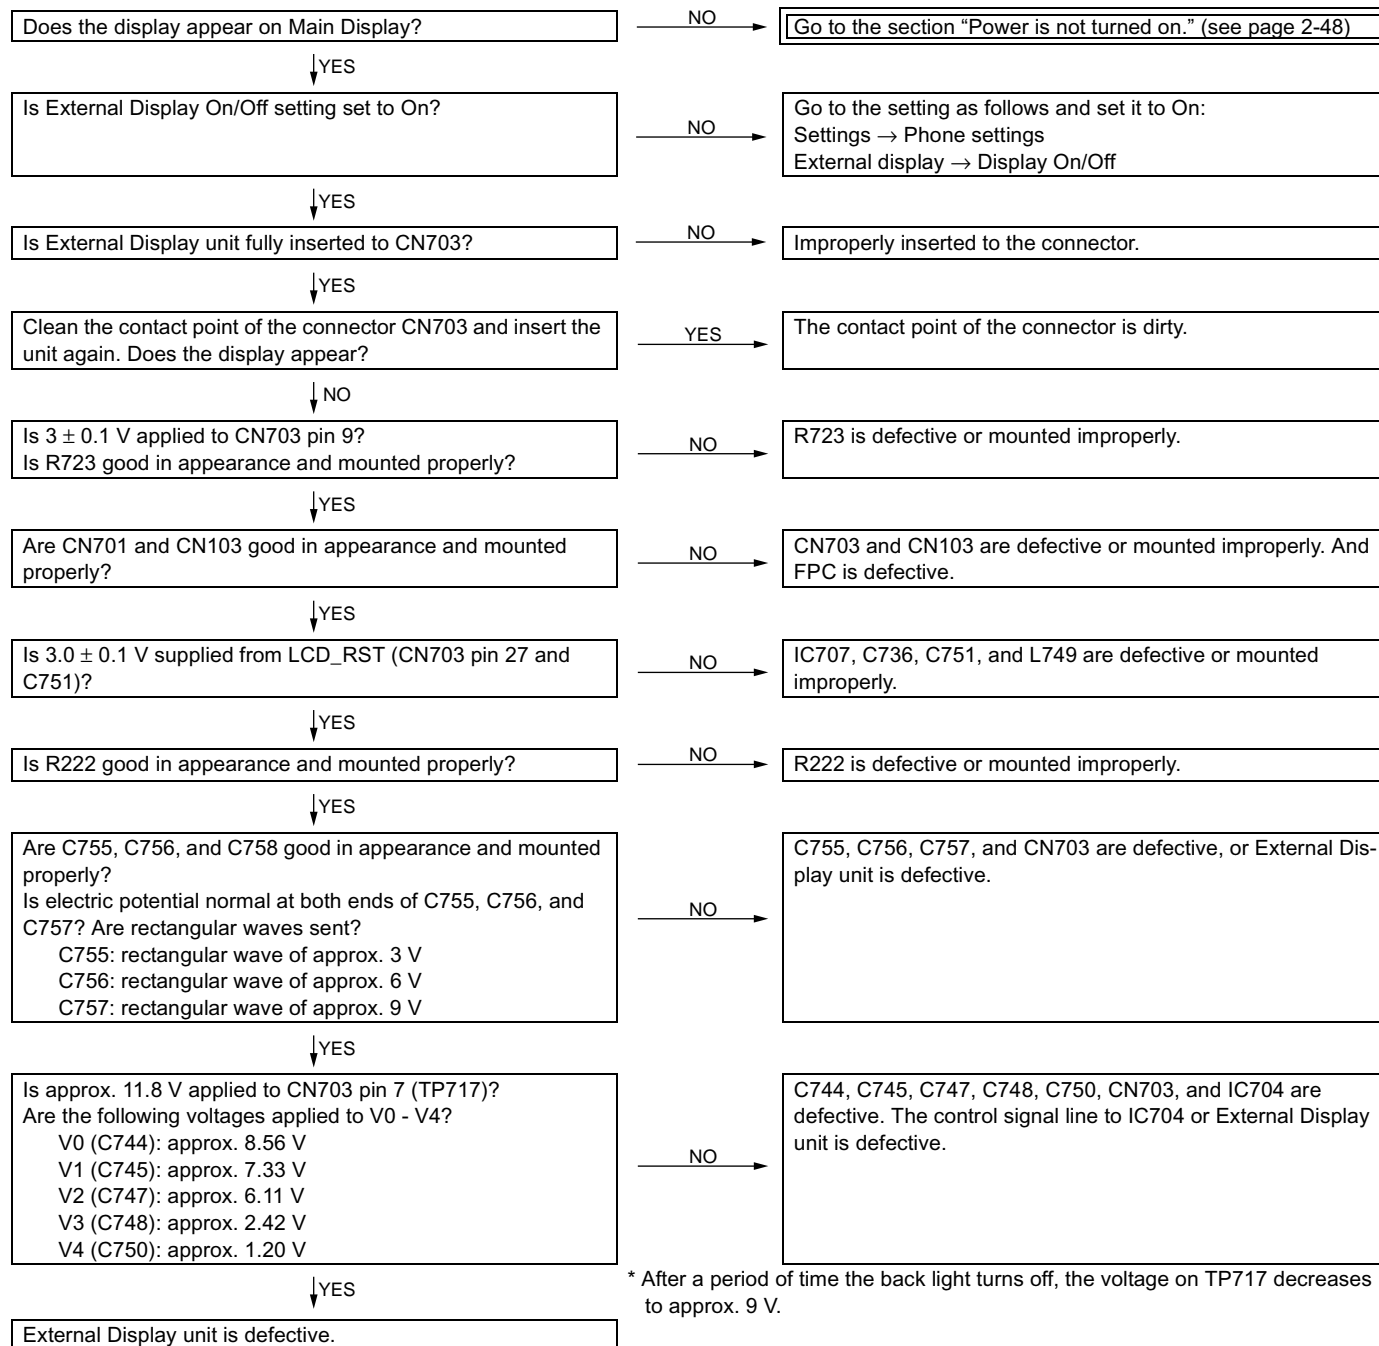 Does the display appear on Main Display?
NO
Go to the section “Power is not turned on.” (see page 2-48)
YES
Is External Display On/Off setting set to On?
NO
Go to the setting as follows and set it to On:
Settings → Phone settings
External display → Display On/Off
YES
Is External Display unit fully inserted to CN703?
NO
Improperly inserted to the connector.
YES
Clean the contact point of the connector CN703 and insert the
unit again. Does the display appear?
YES
The contact point of the connector is dirty.
NO
Is 3 ± 0.1 V applied to CN703 pin 9?
Is R723 good in appearance and mounted properly?
NO
R723 is defective or mounted improperly.
YES
Are CN701 and CN103 good in appearance and mounted
properly?
NO
CN703 and CN103 are defective or mounted improperly. And
FPC is defective.
YES
Is 3.0 ± 0.1 V supplied from LCD_RST (CN703 pin 27 and
C751)?
NO
IC707, C736, C751, and L749 are defective or mounted
improperly.
YES
Is R222 good in appearance and mounted properly?
NO
R222 is defective or mounted improperly.
YES
Are C755, C756, and C758 good in appearance and mounted
properly?
Is electric potential normal at both ends of C755, C756, and
C757? Are rectangular waves sent?
C755: rectangular wave of approx. 3 V
C756: rectangular wave of approx. 6 V
C757: rectangular wave of approx. 9 V
NO
C755, C756, C757, and CN703 are defective, or External Dis-
play unit is defective.
YES
Is approx. 11.8 V applied to CN703 pin 7 (TP717)?
Are the following voltages applied to V0 - V4?
V0 (C744): approx. 8.56 V
V1 (C745): approx. 7.33 V
V2 (C747): approx. 6.11 V
V3 (C748): approx. 2.42 V
V4 (C750): approx. 1.20 V
NO
C744, C745, C747, C748, C750, CN703, and IC704 are
defective. The control signal line to IC704 or External Display
unit is defective.
YES
* After a period of time the back light turns off, the voltage on TP717 decreases
to approx. 9 V.
External Display unit is defective.